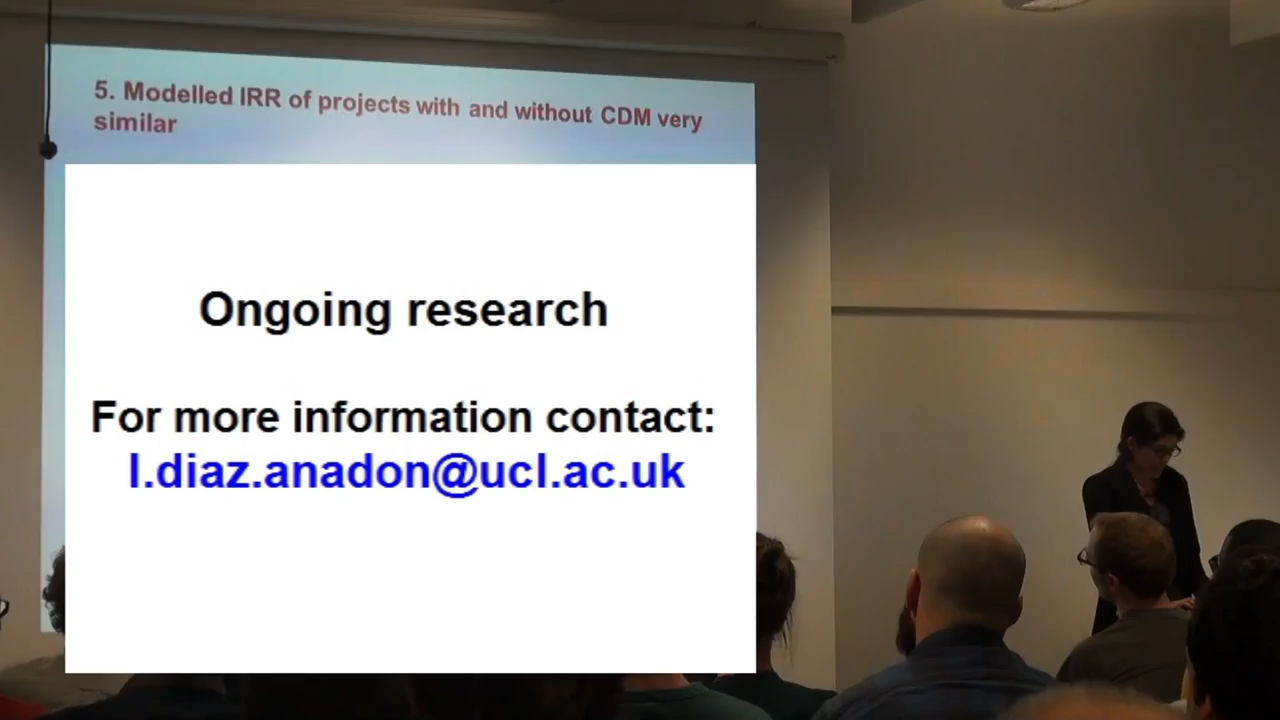 5. Modelled IRR of projects with and without CDM very
similar
Ongoing research
For more information contact:
l.diaz.anadon@ucl.ac.uk